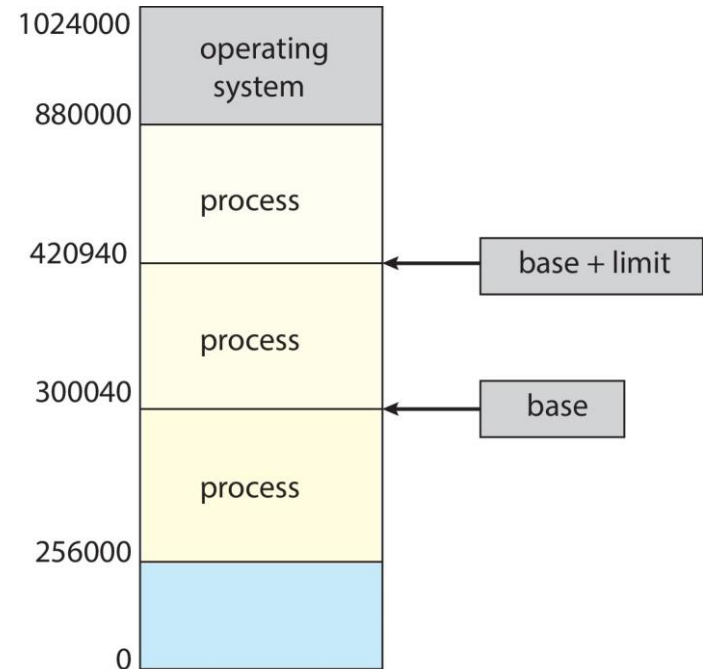 1024000
operating
system
880000
process
420940
base + limit
process
300040
base
process
256000
0